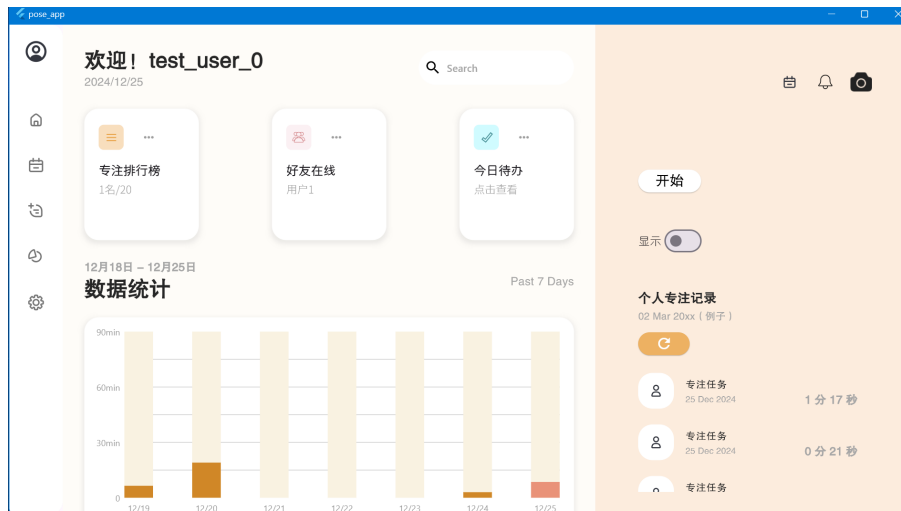 pose_app
欢迎！test_user_0
2024/12/25
Search
专注排行榜
1名/20
好友在线
用户1
今日待办
点击查看
12月18日 – 12月25日
数据统计
Past 7 Days
90min
60min
30min
0
12/19 12/20 12/21 12/22 12/23 12/24 12/25
开始
显示
个人专注记录
02 Mar 20xx（例子）
专注任务
25 Dec 2024
1 分 17 秒
专注任务
25 Dec 2024
0 分 21 秒
专注任务